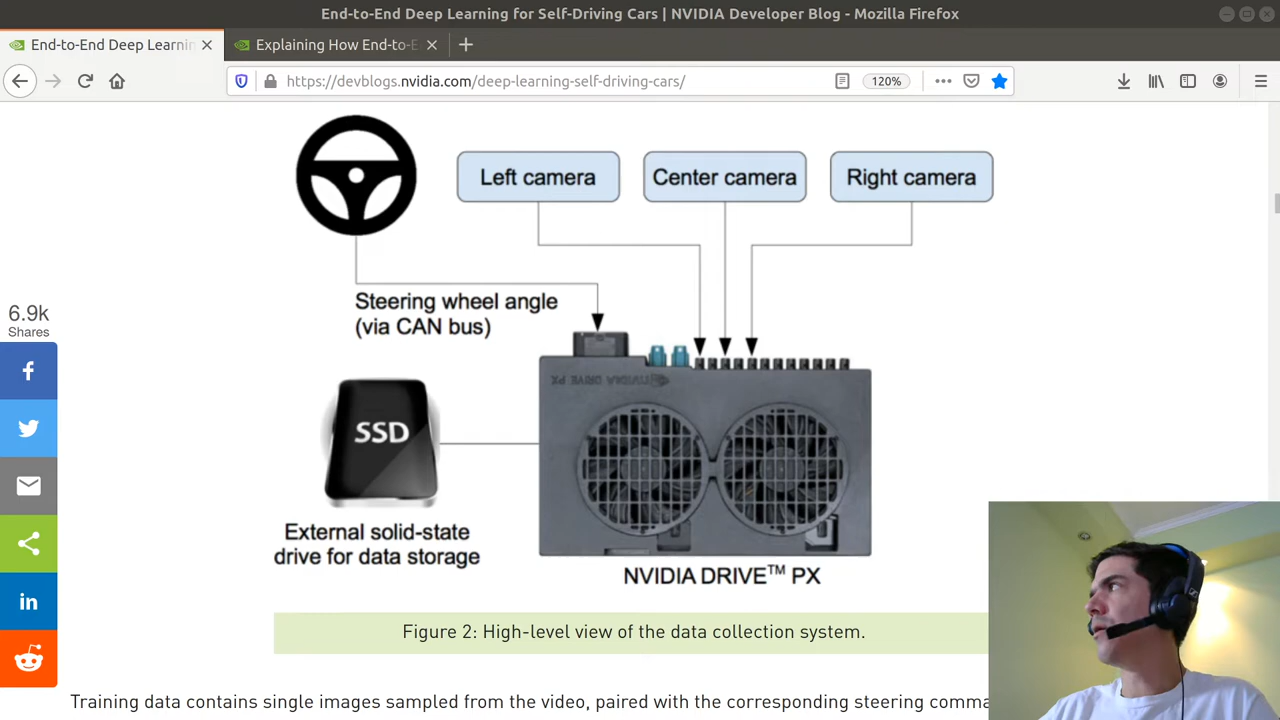 End-to-End Deep Learning for Self-Driving Cars | NVIDIA Developer Blog - Mozilla Firefox
End-to-End Deep Learnin
Explaining How End-to-E
https://devblogs.nvidia.com/deep-learning-self-driving-cars/
120%
Left camera
Center camera
Right camera
Steering wheel angle
(via CAN bus)
6.9k
Shares
NVIDIA DRIVE PX
SSD
External solid-state
drive for data storage
NVIDIA DRIVE™ PX
Figure 2: High-level view of the data collection system.
Training data contains single images sampled from the video, paired with the corresponding steering comma